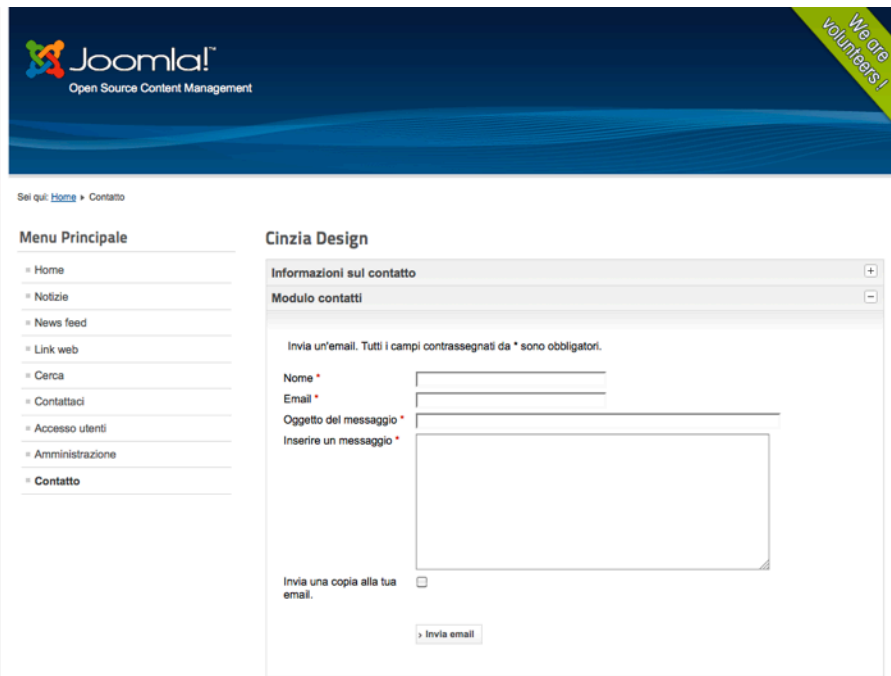 Joomla!™
Open Source Content Management
We are
volunteers!
Sei qui: Home ▸ Contatto
Menu Principale
Home
Notizie
News feed
Link web
Cerca
Contattaci
Accesso utenti
Amministrazione
Contatto
Cinzia Design
Informazioni sul contatto
Modulo contatti
Invia un'email. Tutti i campi contrassegnati da * sono obbligatori.
Nome *
Email *
Oggetto del messaggio *
Inserire un messaggio *
Invia una copia alla tua
email.
› Invia email